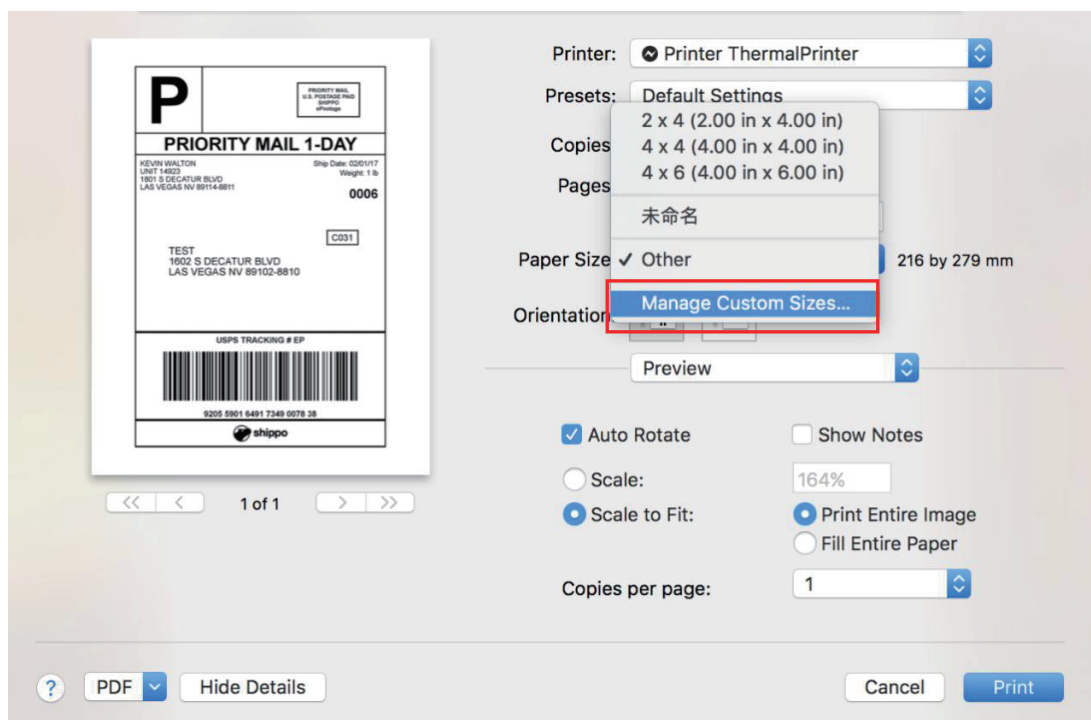 P
PRIORITY MAIL
U.S. POSTAGE PAID
SHIPPO
ePostage
PRIORITY MAIL 1-DAY
KEVIN WALTON
UNIT 14923
1801 S DECATUR BLVD
LAS VEGAS NV 89114-8811
Ship Date: 02/01/17
Weight: 1 lb
0006
C031
TEST
1602 S DECATUR BLVD
LAS VEGAS NV 89102-8810
USPS TRACKING # EP
9205 5901 6491 7349 0078 38
shippo
<< < 1 of 1 > >>
Printer: Printer ThermalPrinter
Presets: Default Settings
2 x 4 (2.00 in x 4.00 in)
Copies 4 x 4 (4.00 in x 4.00 in)
4 x 6 (4.00 in x 6.00 in)
Pages
未命名
Paper Size ✓ Other 216 by 279 mm
Manage Custom Sizes...
Orientation
Preview
Auto Rotate Show Notes
Scale: 164%
Scale to Fit: Print Entire Image
Fill Entire Paper
Copies per page: 1
? PDF Hide Details Cancel Print